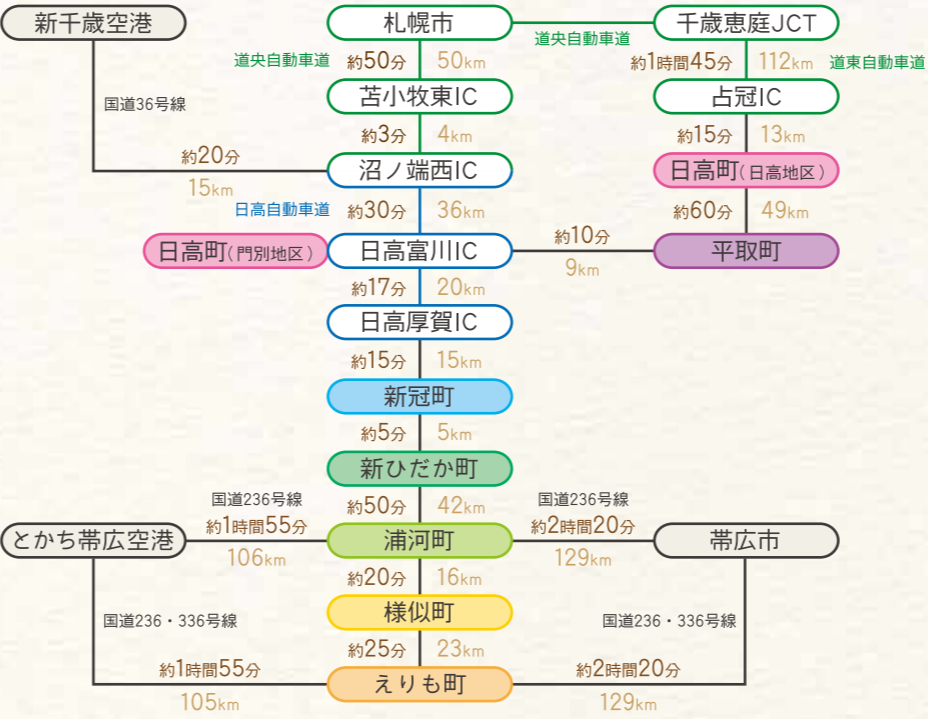 新千歳空港
札幌市
千歳恵庭JCT
道央自動車道
道央自動車道
約50分
50km
約1時間45分
112km
道東自動車道
国道36号線
苫小牧東IC
占冠IC
約3分
4km
約15分
13km
約20分
15km
沼ノ端西IC
日高町(日高地区)
日高自動車道
約30分
36km
約60分
49km
日高町(門別地区)
日高富川IC
約10分
9km
平取町
約17分
20km
日高厚賀IC
約15分
15km
新冠町
約5分
5km
新ひだか町
国道236号線
約50分
42km
国道236号線
とかち帯広空港
約1時間55分
106km
浦河町
約2時間20分
129km
帯広市
約20分
16km
国道236・336号線
様似町
国道236・336号線
約25分
23km
約1時間55分
105km
えりも町
約2時間20分
129km